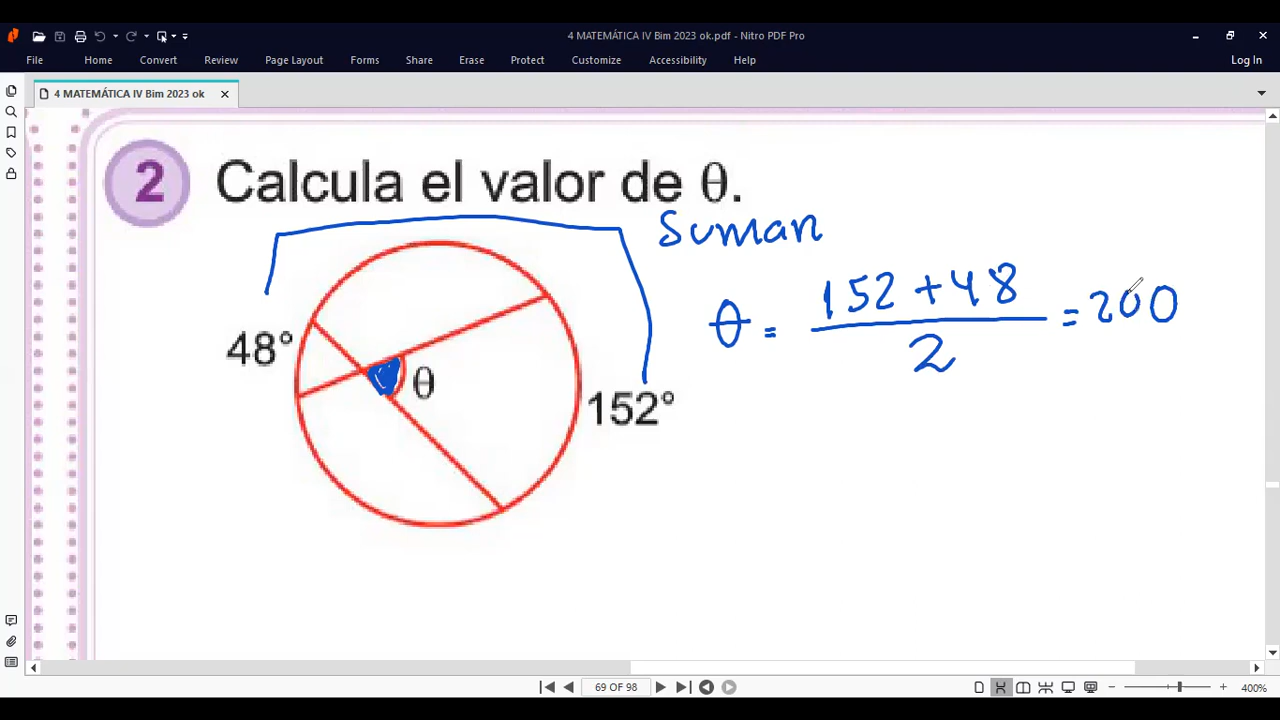 4 MATEMÁTICA IV Bim 2023 ok.pdf - Nitro PDF Pro
File Home Convert Review Page Layout Forms Share Erase Protect Customize Accessibility Help Log In
4 MATEMÁTICA IV Bim 2023 ok
2 Calcula el valor de θ.
Suman
θ = 152 + 48 / 2 = 200
48°
θ
152°
69 OF 98
400%